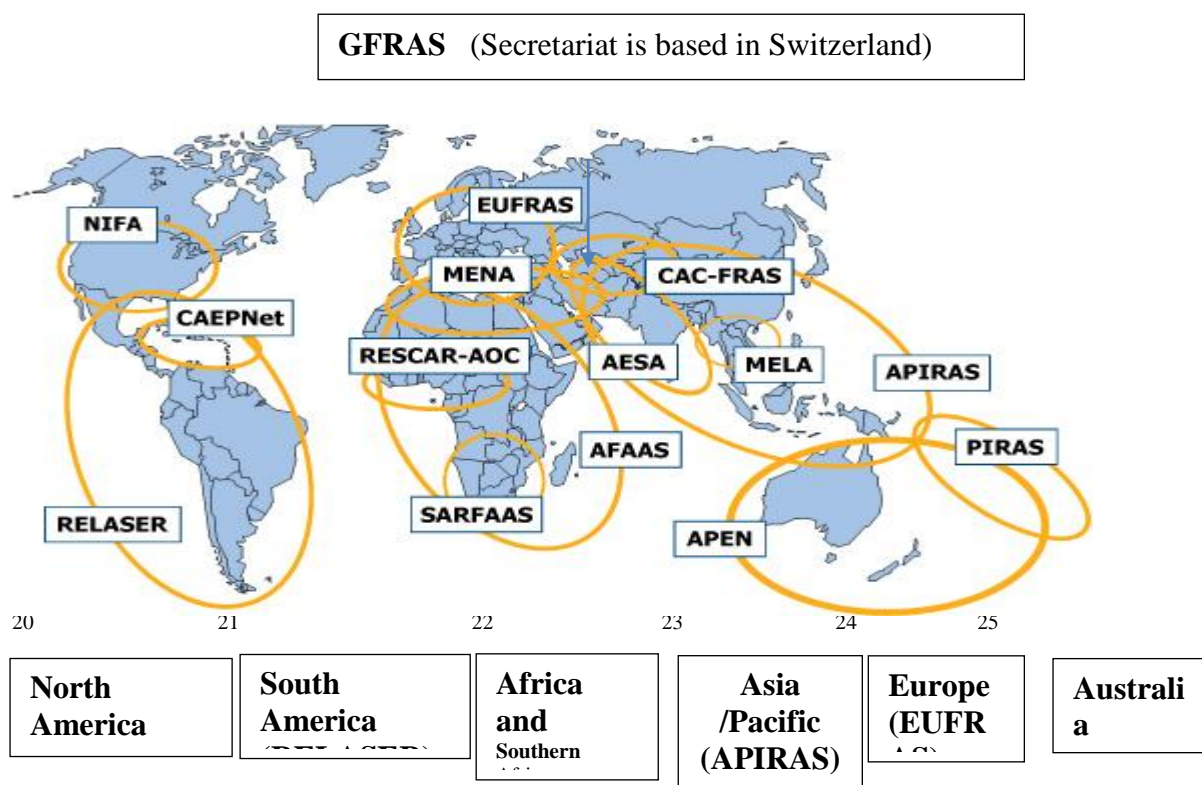 GFRAS (Secretariat is based in Switzerland)
EUFRAS
NIFA
MENA
CAC-FRAS
CAEPNet
RESCAR-AOC
AESA
MELA
APIRAS
AFAAS
PIRAS
RELASER
SARFAAS
APEN
20 21 22 23 24 25
North
America
South
America
Africa
and
Southern
Asia
/Pacific
(APIRAS)
Europe
(EUFR
Australi
a